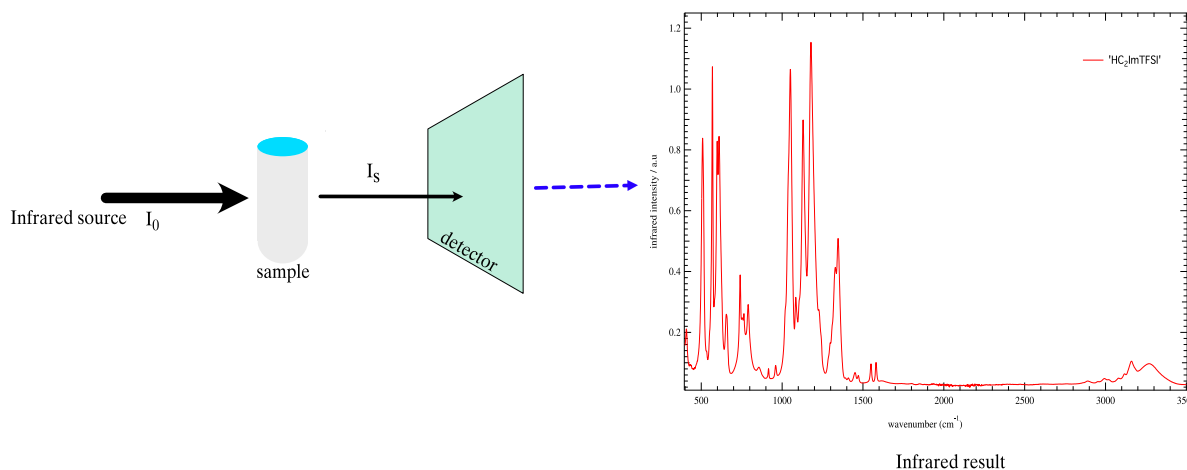 Infrared source
I₀
sample
Iₛ
detector
1.2
1.0
0.8
0.6
0.4
0.2
infrared intensity / a.u
'HC₂ImTFSI'
500 1000 1500 2000 2500 3000 350
wavenumber (cm⁻¹)
Infrared result